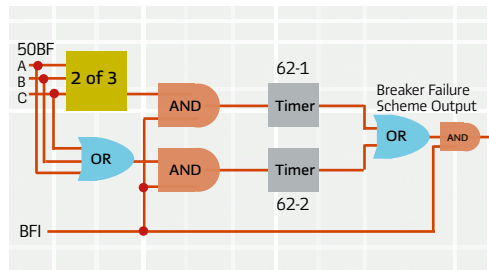 50BF
A
B
C
2 of 3
OR
AND
AND
62-1
Timer
Timer
62-2
Breaker Failure
Scheme Output
OR
AND
BFI